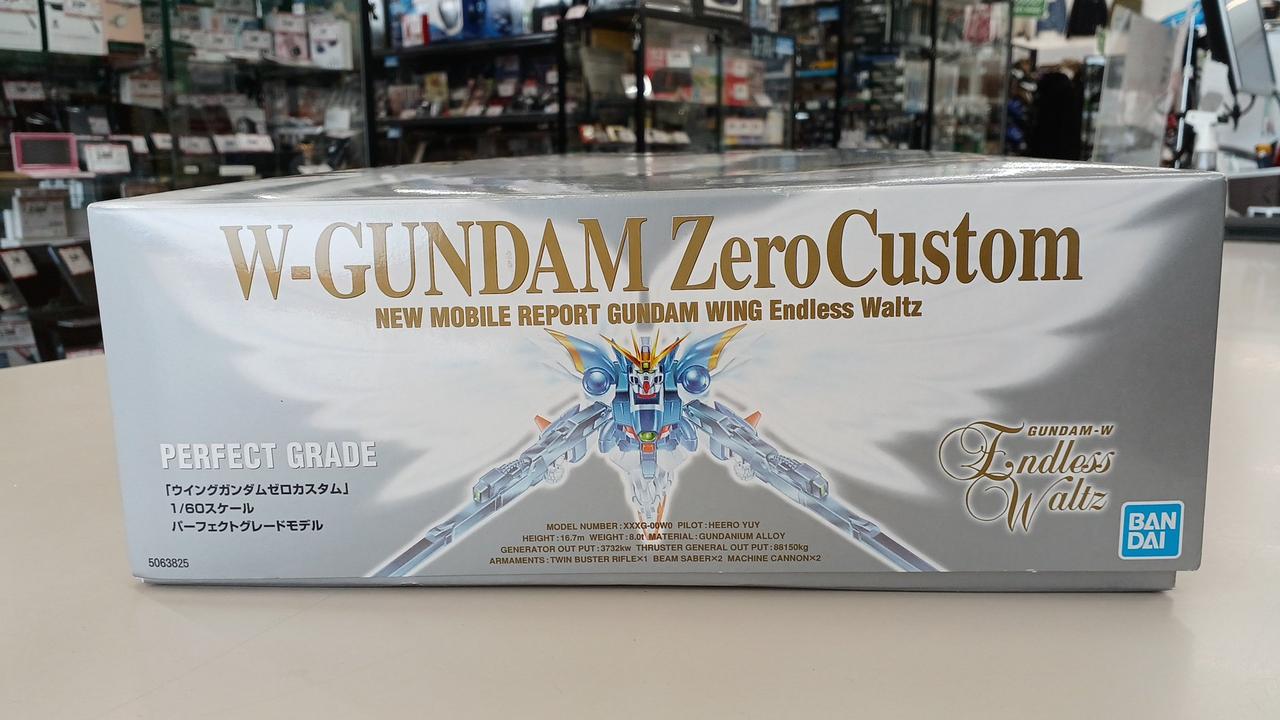 W-GUNDAM ZeroCustom
NEW MOBILE REPORT GUNDAM WING Endless Waltz
PERFECT GRADE
「ウイングガンダムゼロカスタム」
1/60スケール
パーフェクトグレードモデル
5063825
MODEL NUMBER:XXXG-00W0 PILOT:HEERO YUY
HEIGHT:16.7m WEIGHT:8.0t MATERIAL:GUNDANIUM ALLOY
GENERATOR OUT PUT:3732kw THRUSTER GENERAL OUT PUT:88150kg
ARMAMENTS:TWIN BUSTER RIFLE×1 BEAM SABER×2 MACHINE CANNON×2
GUNDAM-W
Endless
Waltz
BAN
DAI